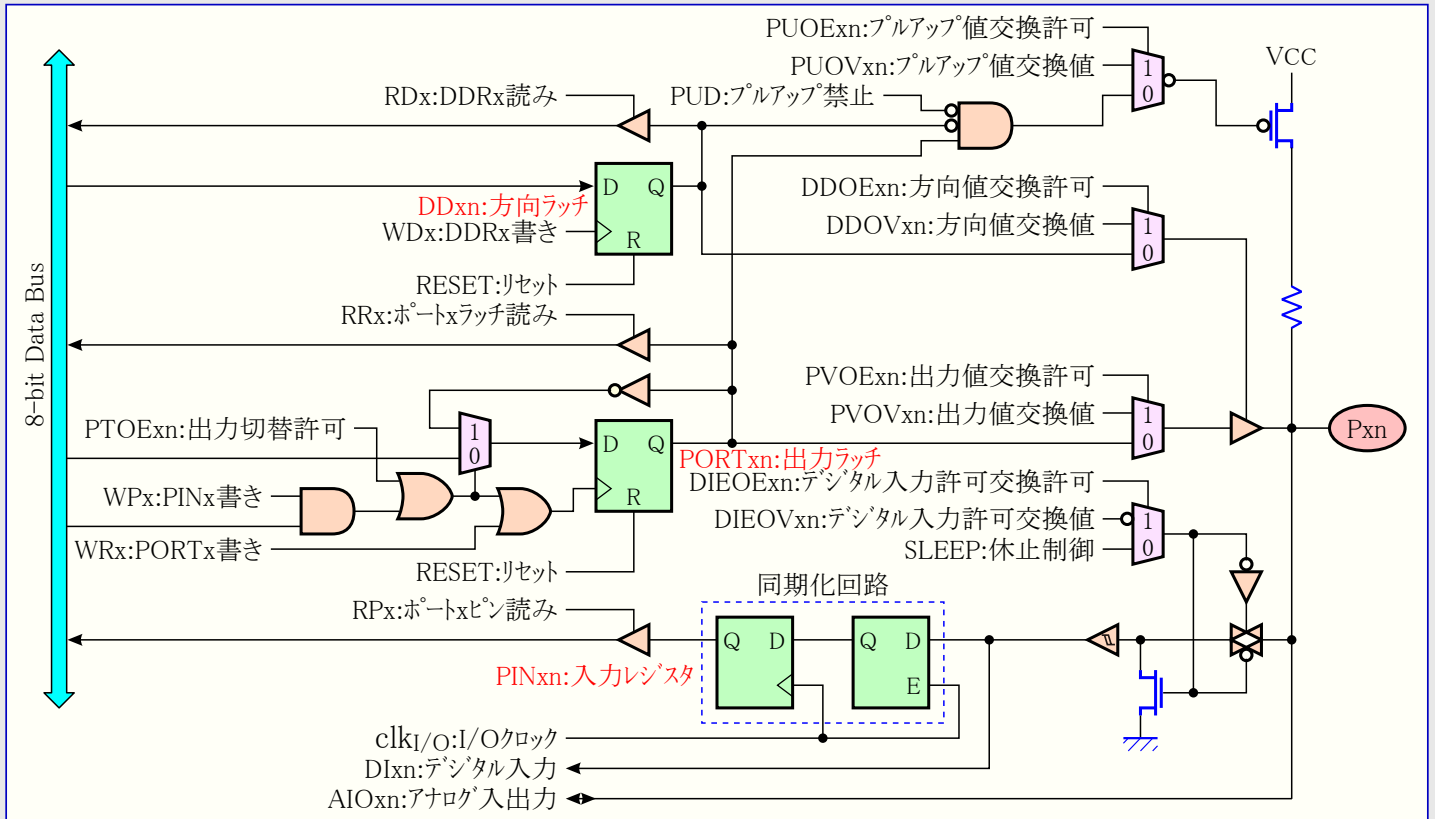 PUOExn:プルアップ値交換許可
PUOVxn:プルアップ値交換値
VCC
RDx:DDRx読み
PUD:プルアップ禁止
1
0
DDOExn:方向値交換許可
D Q
DDxn:方向ラッチ
DDOVxn:方向値交換値
WDx:DDRx書き
R
1
0
RESET:リセット
RRx:ポートxラッチ読み
8-bit Data Bus
PVOExn:出力値交換許可
PVOVxn:出力値交換値
PTOExn:出力切替許可
1
0
D Q
1
0
Pxn
PORTxn:出力ラッチ
DIEOExn:デジタル入力許可交換許可
WPx:PINx書き
R
DIEOVxn:デジタル入力許可交換値
1
0
WRx:PORTx書き
SLEEP:休止制御
RESET:リセット
同期化回路
RPx:ポートxピン読み
Q D
Q D
PINxn:入力レジスタ
E
clkI/O:I/Oクロック
DIxn:デジタル入力
AIOxn:アナログ入出力